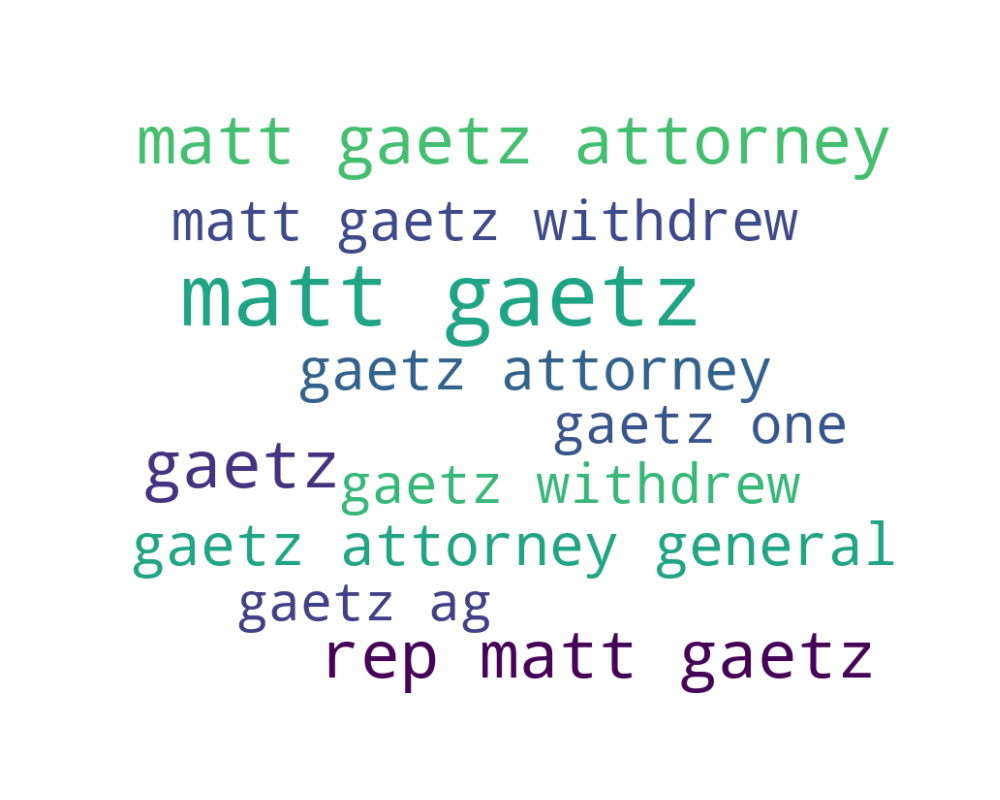 matt gaetz attorney
matt gaetz withdrew
matt gaetz
gaetz attorney
gaetz one
gaetz
gaetz withdrew
gaetz attorney general
gaetz ag
rep matt gaetz